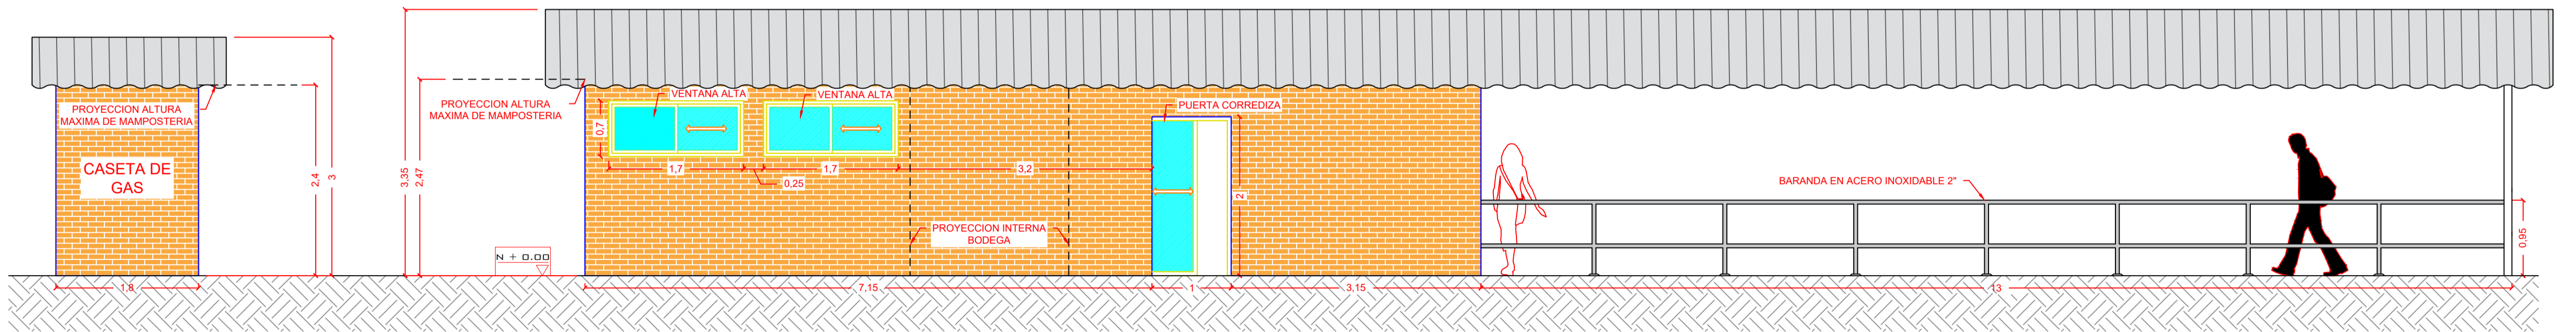 PROYECCION ALTURA
MAXIMA DE MAMPOSTERIA
CASETA DE
GAS
2,4
3
1,8
3,35
2,47
PROYECCION ALTURA
MAXIMA DE MAMPOSTERIA
N + 0.00
VENTANA ALTA
VENTANA ALTA
0,7
1,7
0,25
1,7
3,2
PROYECCION INTERNA
BODEGA
PUERTA CORREDIZA
2
7,15
1
3,15
BARANDA EN ACERO INOXIDABLE 2"
0,95
13